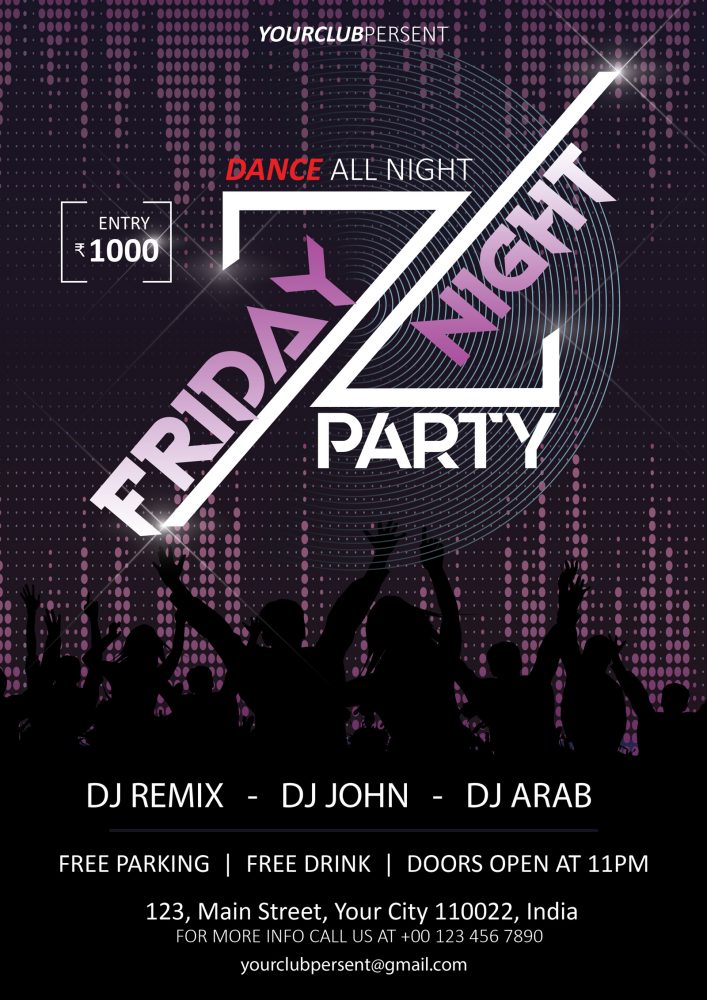 YOURCLUBPERSENT
DANCE ALL NIGHT
ENTRY
₹ 1000
FRIDAY
NIGHT
PARTY
DJ REMIX - DJ JOHN - DJ ARAB
FREE PARKING | FREE DRINK | DOORS OPEN AT 11PM
123, Main Street, Your City 110022, India
FOR MORE INFO CALL US AT +00 123 456 7890
yourclubpersent@gmail.com